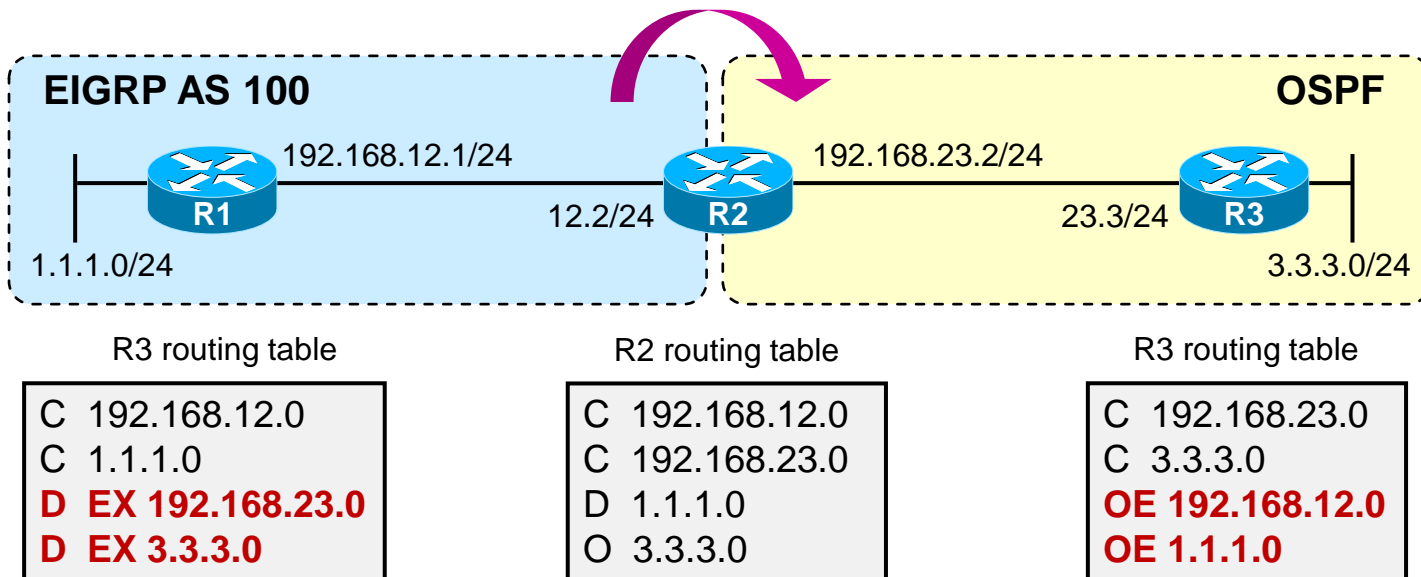 EIGRP AS 100
OSPF
192.168.12.1/24
192.168.23.2/24
R1
12.2/24
R2
23.3/24
R3
1.1.1.0/24
3.3.3.0/24
R3 routing table
C 192.168.12.0
C 1.1.1.0
D EX 192.168.23.0
D EX 3.3.3.0
R2 routing table
C 192.168.12.0
C 192.168.23.0
D 1.1.1.0
O 3.3.3.0
R3 routing table
C 192.168.23.0
C 3.3.3.0
OE 192.168.12.0
OE 1.1.1.0